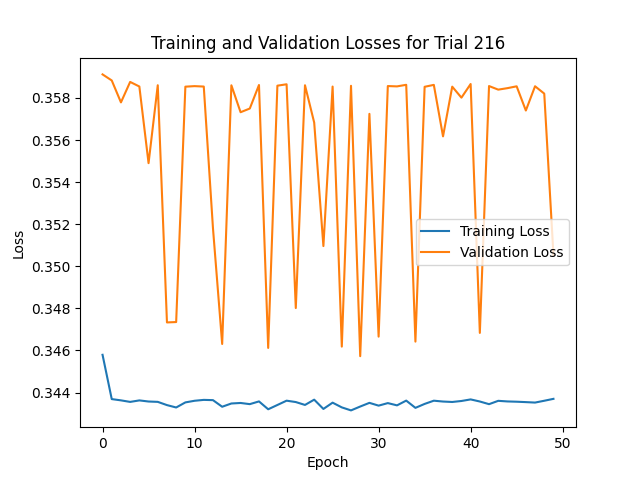 Training and Validation Losses for Trial 216
0.358
0.356
0.354
0.352
0.350
0.348
0.346
0.344
Loss
Training Loss
Validation Loss
0
10
20
30
40
50
Epoch